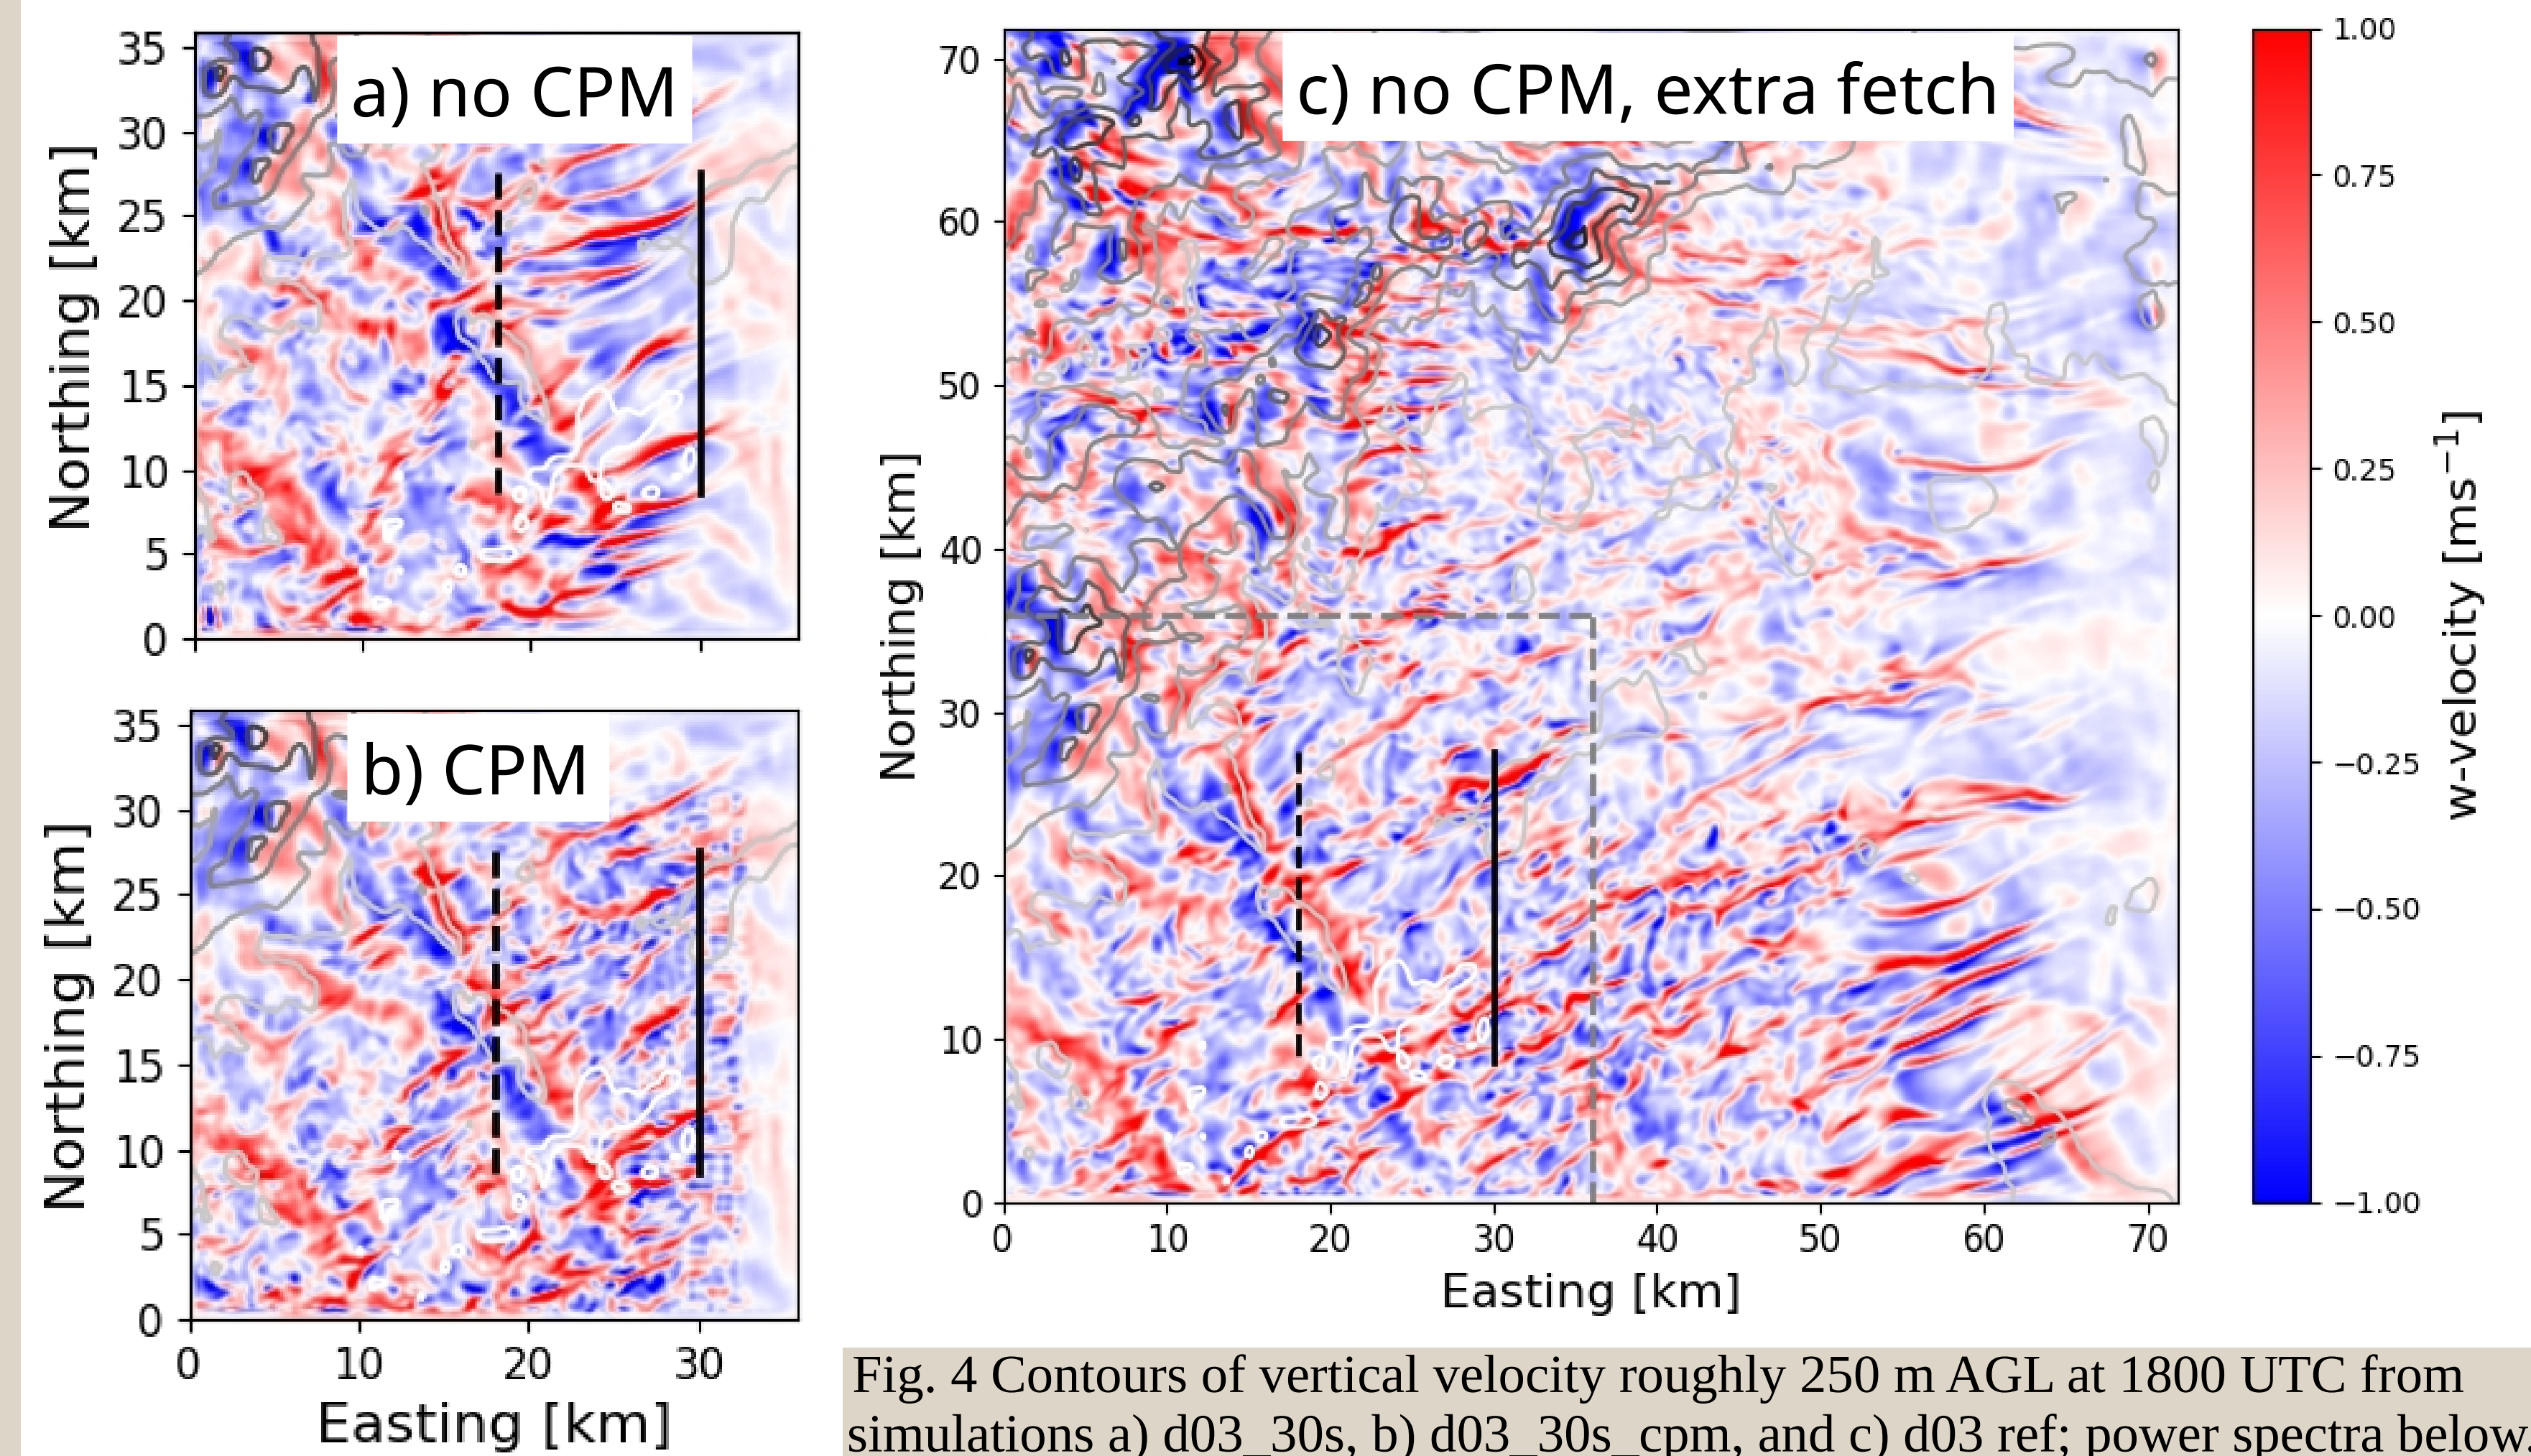 a) no CPM
35
30
25
20
15
10
5
0
Northing [km]
b) CPM
35
30
25
20
15
10
5
0
Northing [km]
0 10 20 30
Easting [km]
c) no CPM, extra fetch
70
60
50
40
30
20
10
0
Northing [km]
0 10 20 30 40 50 60 70
Easting [km]
1.00
0.75
0.50
0.25
0.00
−0.25
−0.50
−0.75
−1.00
w-velocity [ms⁻¹]
Fig. 4 Contours of vertical velocity roughly 250 m AGL at 1800 UTC from
simulations a) d03_30s, b) d03_30s_cpm, and c) d03 ref; power spectra below.